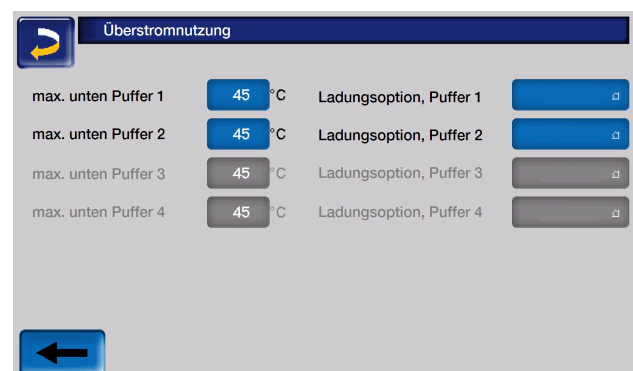 Überstromnutzung
max. unten Puffer 1 45 °C Ladungsoption, Puffer 1
max. unten Puffer 2 45 °C Ladungsoption, Puffer 2
max. unten Puffer 3 45 °C Ladungsoption, Puffer 3
max. unten Puffer 4 45 °C Ladungsoption, Puffer 4